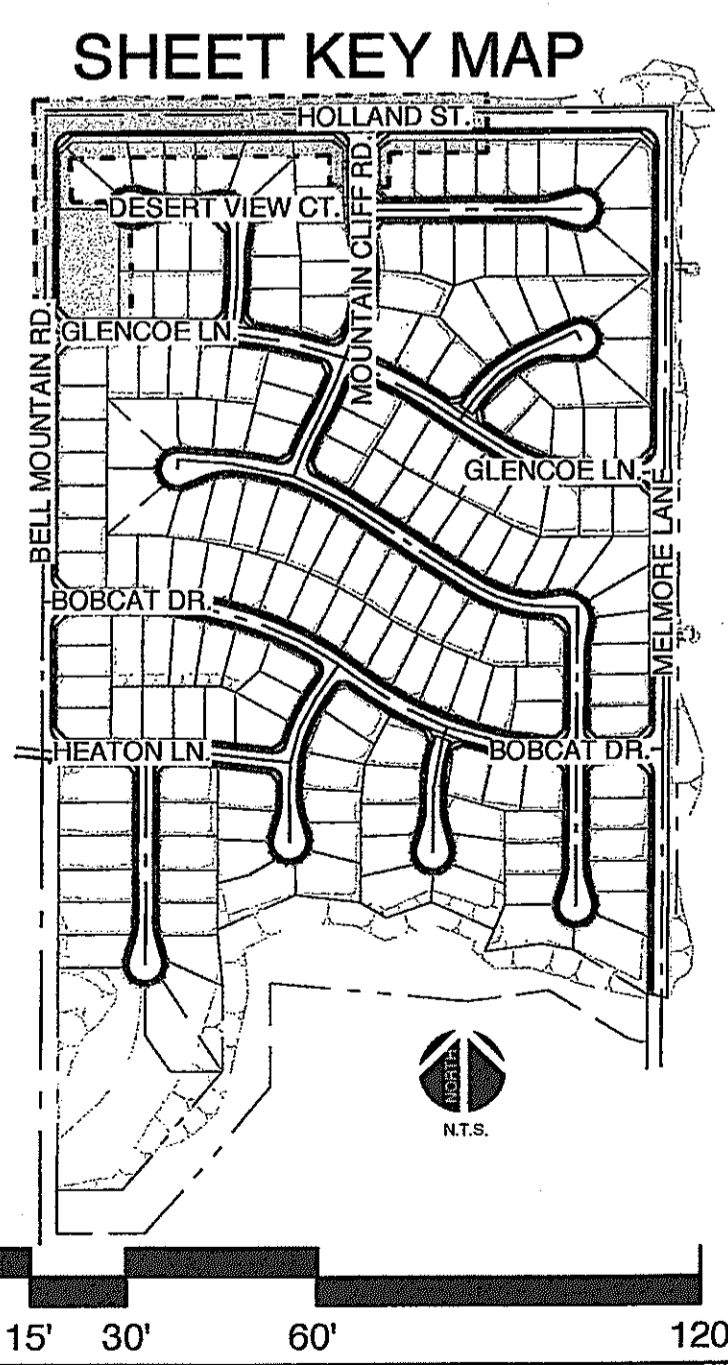 SHEET KEY MAP
HOLLAND ST.
DESERT VIEW CT.
MOUNTAIN CLIFF RD.
BELL MOUNTAIN RD.
GLENCOE LN.
GLENCOE LN.
MELMORE LANE
BOBCAT DR.
HEATON LN.
BOBCAT DR.
NORTH
N.T.S.
15' 30' 60' 120